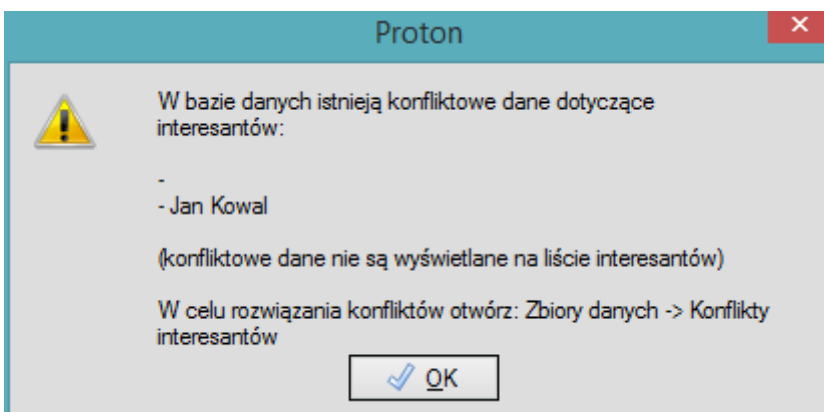 Proton
W bazie danych istnieją konfliktowe dane dotyczące
interesantów:
-
- Jan Kowal
(konfliktowe dane nie są wyświetlane na liście interesantów)
W celu rozwiązania konfliktów otwórz: Zbiory danych -> Konflikty
interesantów
OK